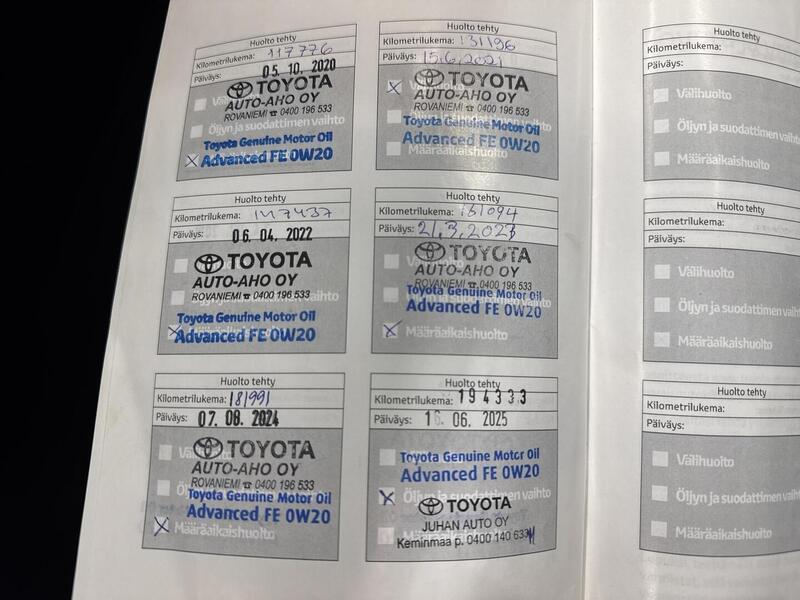 Huolto tehty
Kilometrilukema: 117776
Päiväys: 05. 10. 2020
TOYOTA
AUTO-AHO OY
ROVANIEMI ☎ 0400 196 533
Öljyn ja suodattimen vaihto
Toyota Genuine Motor Oil
Advanced FE 0W20
Huolto tehty
Kilometrilukema: 131196
Päiväys: 15.6.2021
TOYOTA
AUTO-AHO OY
ROVANIEMI ☎ 0400 196 533
Toyota Genuine Motor Oil
Advanced FE 0W20
Huolto tehty
Kilometrilukema: 147437
Päiväys: 06. 04. 2022
TOYOTA
AUTO-AHO OY
ROVANIEMI ☎ 0400 196 533
Toyota Genuine Motor Oil
Advanced FE 0W20
Huolto tehty
Kilometrilukema: 161094
Päiväys: 21.3.2023
TOYOTA
AUTO-AHO OY
ROVANIEMI ☎ 0400 196 533
Toyota Genuine Motor Oil
Advanced FE 0W20
Määräaikaishuolto
Huolto tehty
Kilometrilukema: 181991
Päiväys: 07. 08. 2024
TOYOTA
AUTO-AHO OY
ROVANIEMI ☎ 0400 196 533
Toyota Genuine Motor Oil
Advanced FE 0W20
Määräaikaishuolto
Huolto tehty
Kilometrilukema: 194333
Päiväys: 06. 2025
Toyota Genuine Motor Oil
Advanced FE 0W20
Öljyn ja suodattimen vaihto
TOYOTA
JUHAN AUTO OY
Keminmaa p. 0400 140 633
Huolto tehty
Kilometrilukema:
Päiväys:
Välihuolto
Öljyn ja suodattimen vaihto
Määräaikaishuolto
Huolto tehty
Kilometrilukema:
Päiväys:
Välihuolto
Öljyn ja suodattimen vaih
Määräaikaishuolto
Huolto tehty
Kilometrilukema:
Päiväys:
Välihuolto
Öljyn ja suodattimen vaih
Määräaikaishuolto